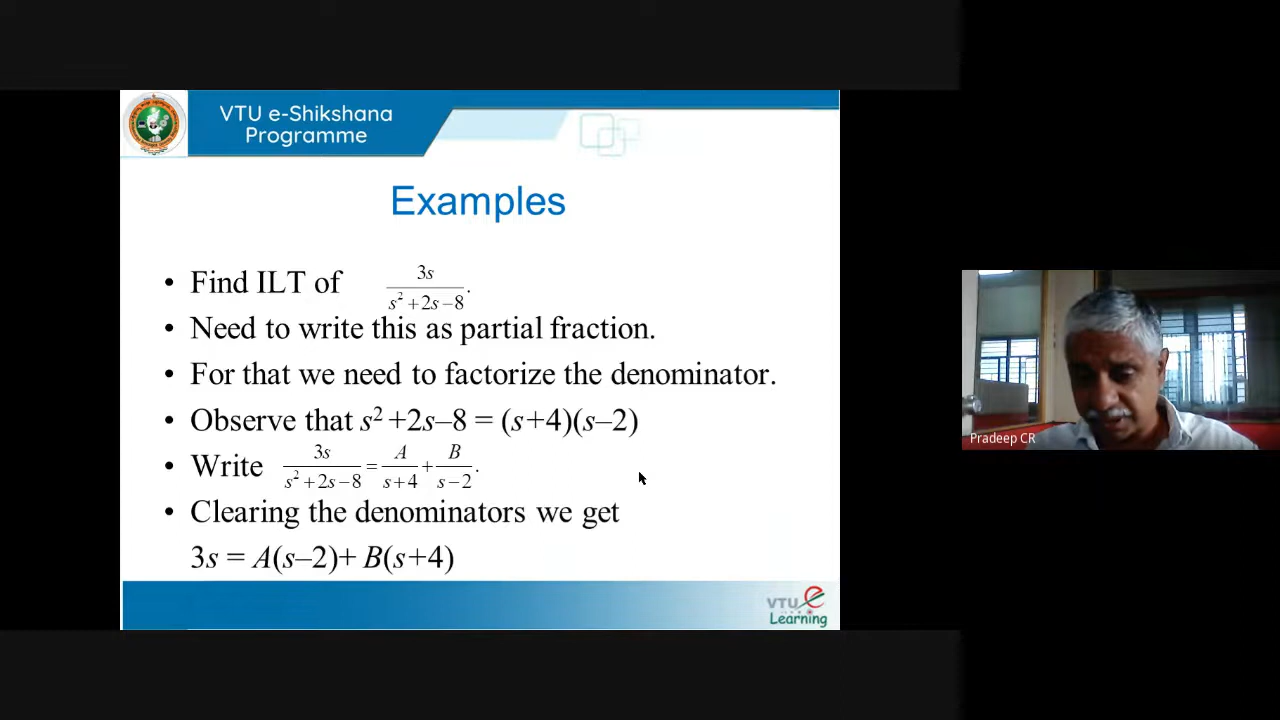 VTU e-Shikshana
Programme
Examples
• Find ILT of 3s / (s² + 2s – 8).
• Need to write this as partial fraction.
• For that we need to factorize the denominator.
• Observe that s² +2s–8 = (s+4)(s–2)
• Write 3s / (s² + 2s – 8) = A / (s+4) + B / (s–2).
• Clearing the denominators we get
3s = A(s–2)+ B(s+4)
VTU e
Learning
Pradeep CR